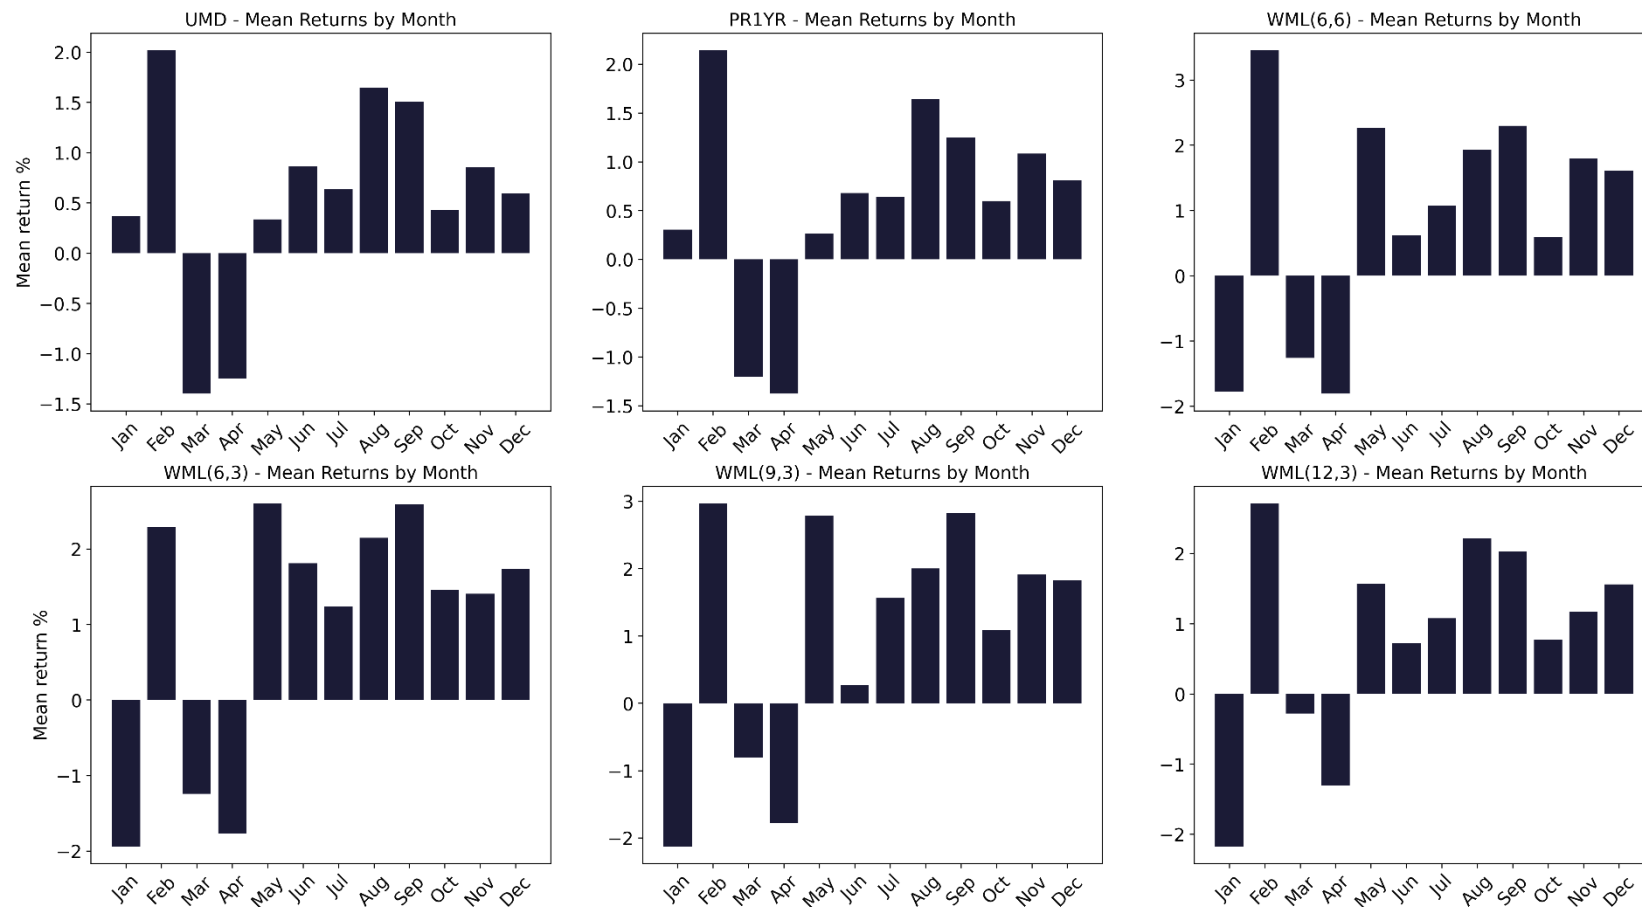 UMD - Mean Returns by Month
Mean return %
2.0
1.5
1.0
0.5
0.0
−0.5
−1.0
−1.5
Jan Feb Mar Apr May Jun Jul Aug Sep Oct Nov Dec
PR1YR - Mean Returns by Month
2.0
1.5
1.0
0.5
0.0
−0.5
−1.0
−1.5
Jan Feb Mar Apr May Jun Jul Aug Sep Oct Nov Dec
WML(6,6) - Mean Returns by Month
3
2
1
0
−1
−2
Jan Feb Mar Apr May Jun Jul Aug Sep Oct Nov Dec
WML(6,3) - Mean Returns by Month
Mean return %
2
1
0
−1
−2
Jan Feb Mar Apr May Jun Jul Aug Sep Oct Nov Dec
WML(9,3) - Mean Returns by Month
3
2
1
0
−1
−2
Jan Feb Mar Apr May Jun Jul Aug Sep Oct Nov Dec
WML(12,3) - Mean Returns by Month
2
1
0
−1
−2
Jan Feb Mar Apr May Jun Jul Aug Sep Oct Nov Dec